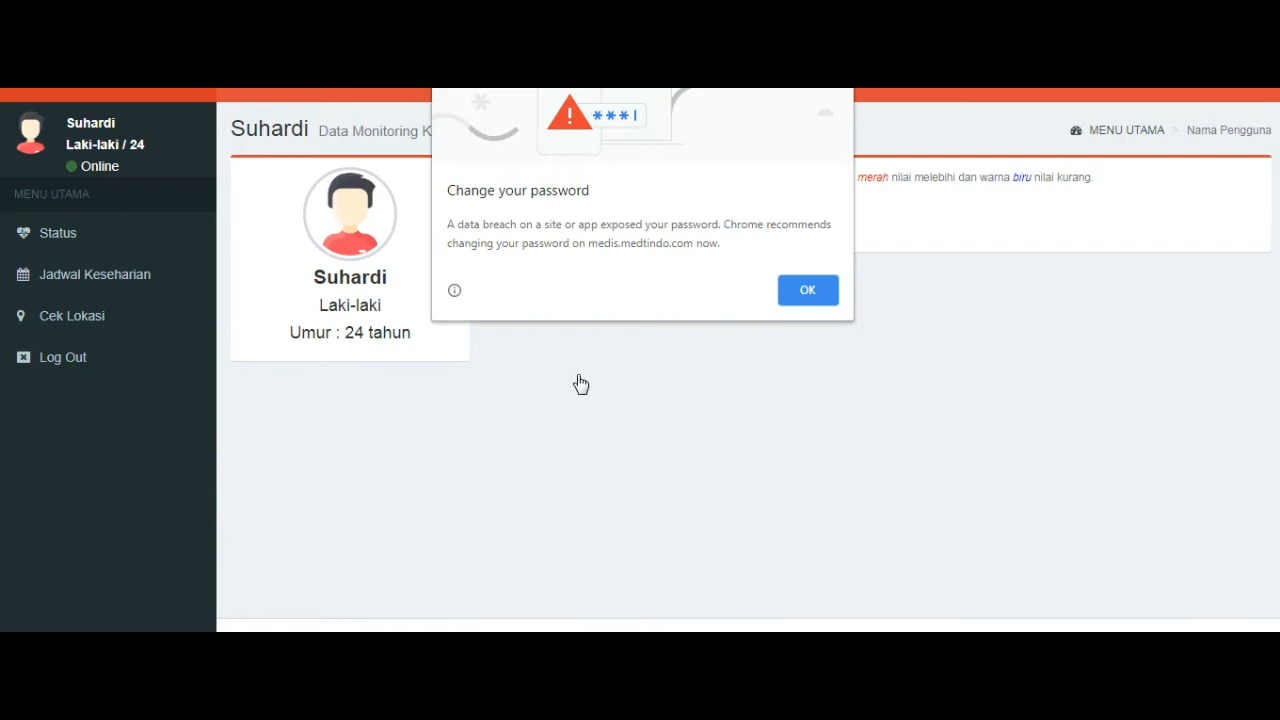 Suhardi
Laki-laki / 24
Online
MENU UTAMA
Status
Jadwal Keseharian
Cek Lokasi
Log Out
Suhardi Data Monitoring
MENU UTAMA > Nama Pengguna
Suhardi
Laki-laki
Umur : 24 tahun
merah nilai melebihi dan warna biru nilai kurang.
***|
Change your password
A data breach on a site or app exposed your password. Chrome recommends
changing your password on medis.medtindo.com now.
OK